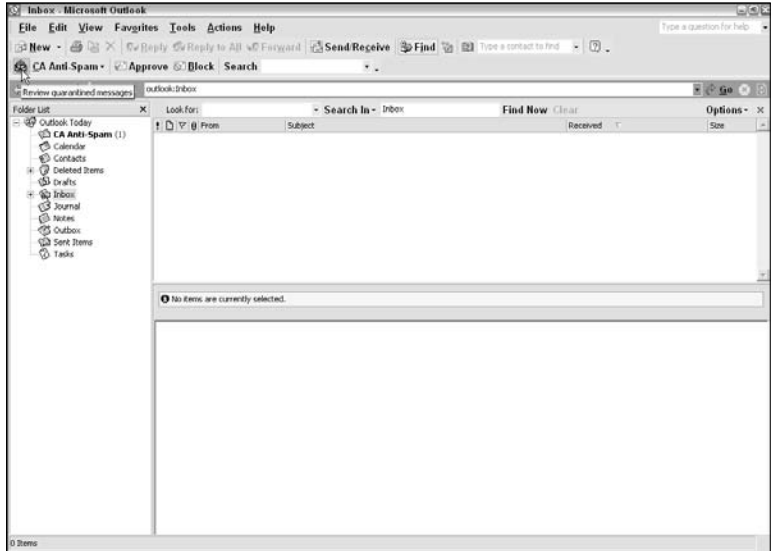 Inbox - Microsoft Outlook
File Edit View Favorites Tools Actions Help Type a question for help
New Reply Reply to All Forward Send/Receive Find Type a contact to find
CA Anti-Spam Approve Block Search
Review quarantined messages outlook:Inbox Go
Folder List X Look for: Search In Inbox Find Now Clear Options X
From Subject Received Size
Outlook Today
CA Anti-Spam (1)
Calendar
Contacts
Deleted Items
Drafts
Inbox
Journal
Notes
Outbox
Sent Items
Tasks
No items are currently selected.
0 Items